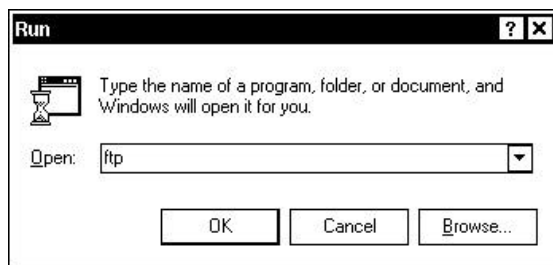 Run
Type the name of a program, folder, or document, and
Windows will open it for you.
Open: ftp
OK Cancel Browse...